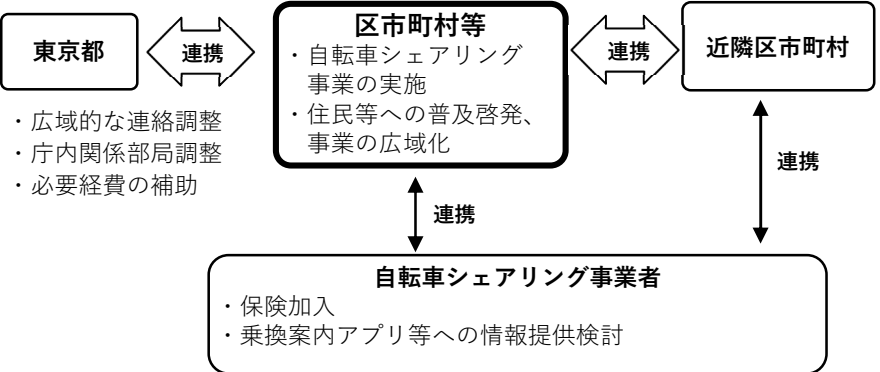 東京都
連携
区市町村等
・自転車シェアリング
事業の実施
・住民等への普及啓発、
事業の広域化
連携
近隣区市町村
・広域的な連絡調整
・庁内関係部局調整
・必要経費の補助
連携
連携
自転車シェアリング事業者
・保険加入
・乗換案内アプリ等への情報提供検討